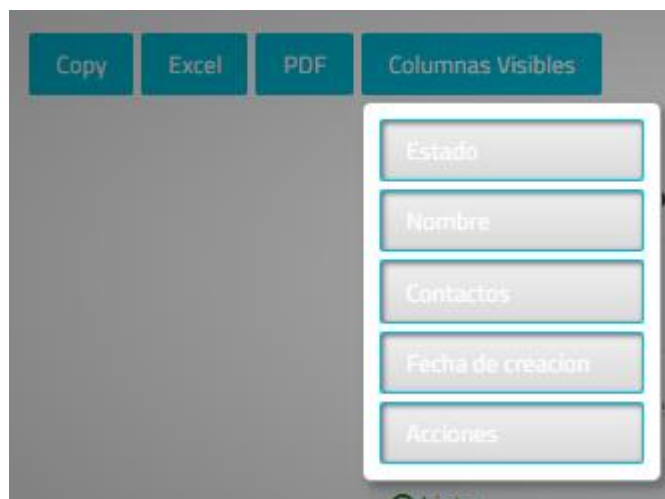 Copy Excel PDF Columnas Visibles
Estado
Nombre
Contactos
Fecha de creacion
Acciones